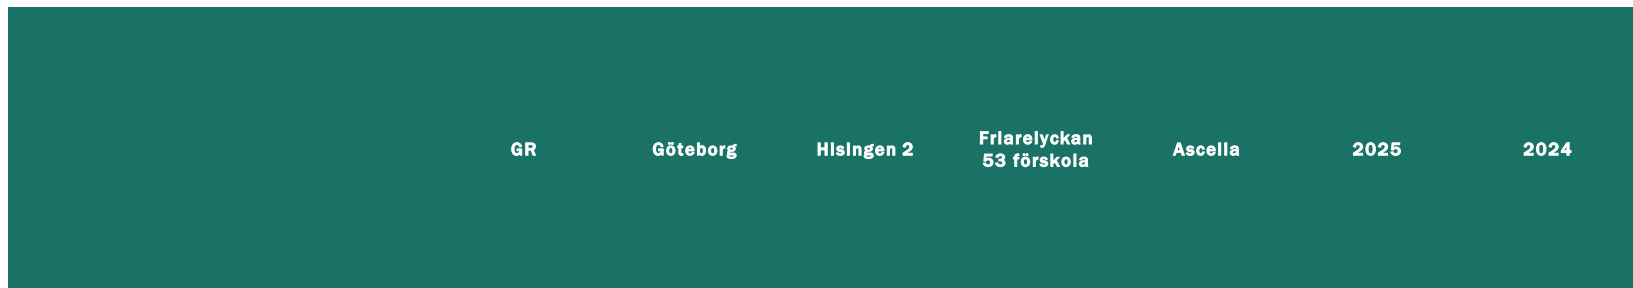 GR
Göteborg
Hisingen 2
Friarelyckan
53 förskola
Ascella
2025
2024